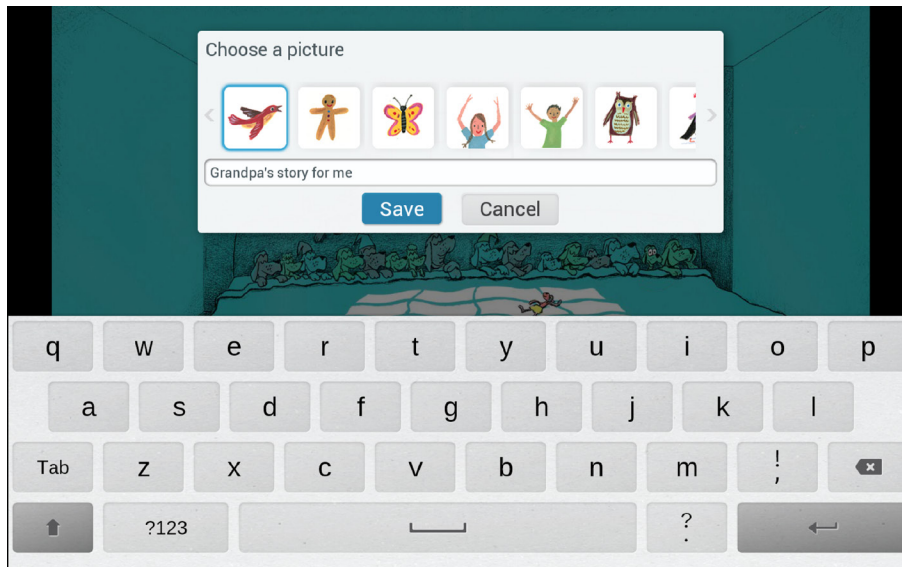 Choose a picture
Grandpa's story for me
Save Cancel
q w e r t y u i o p
a s d f g h j k l
Tab z x c v b n m ! ,
?123 ? .